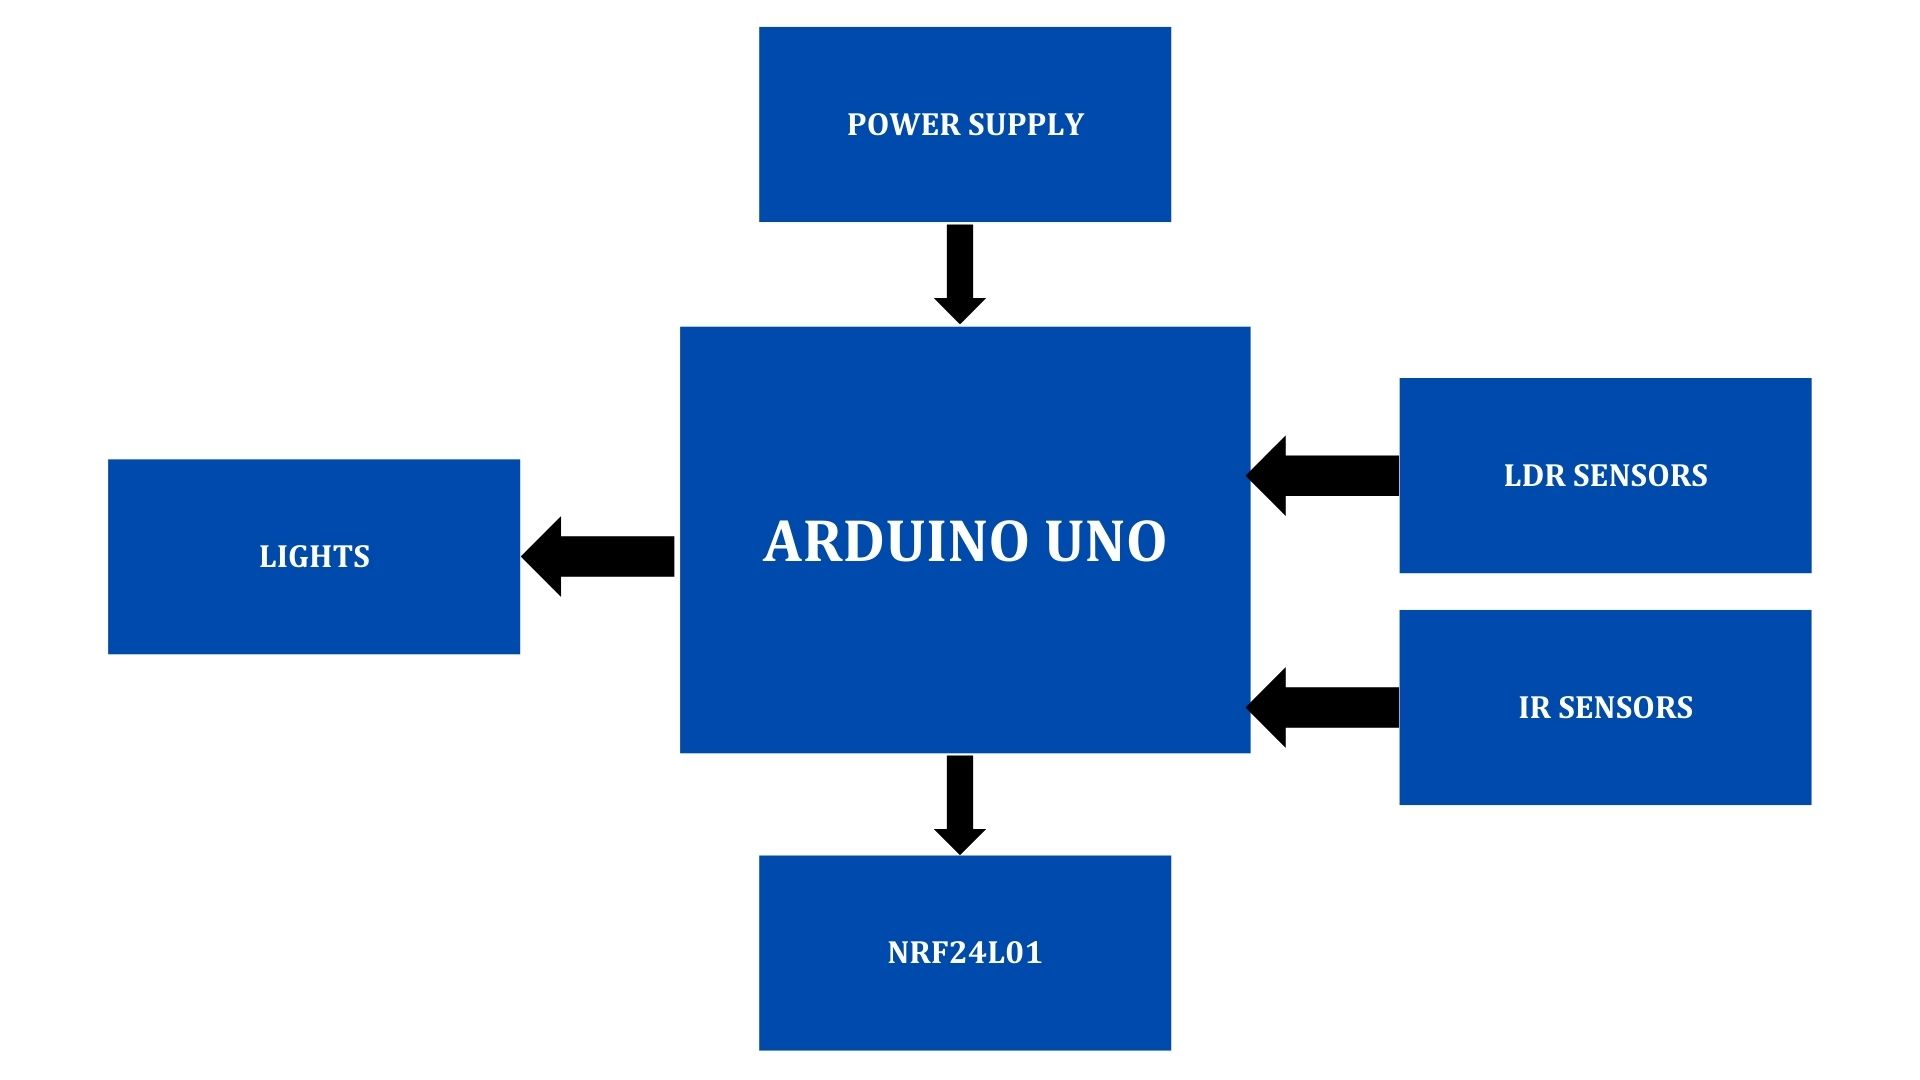 POWER SUPPLY
LDR SENSORS
ARDUINO UNO
LIGHTS
IR SENSORS
NRF24L01